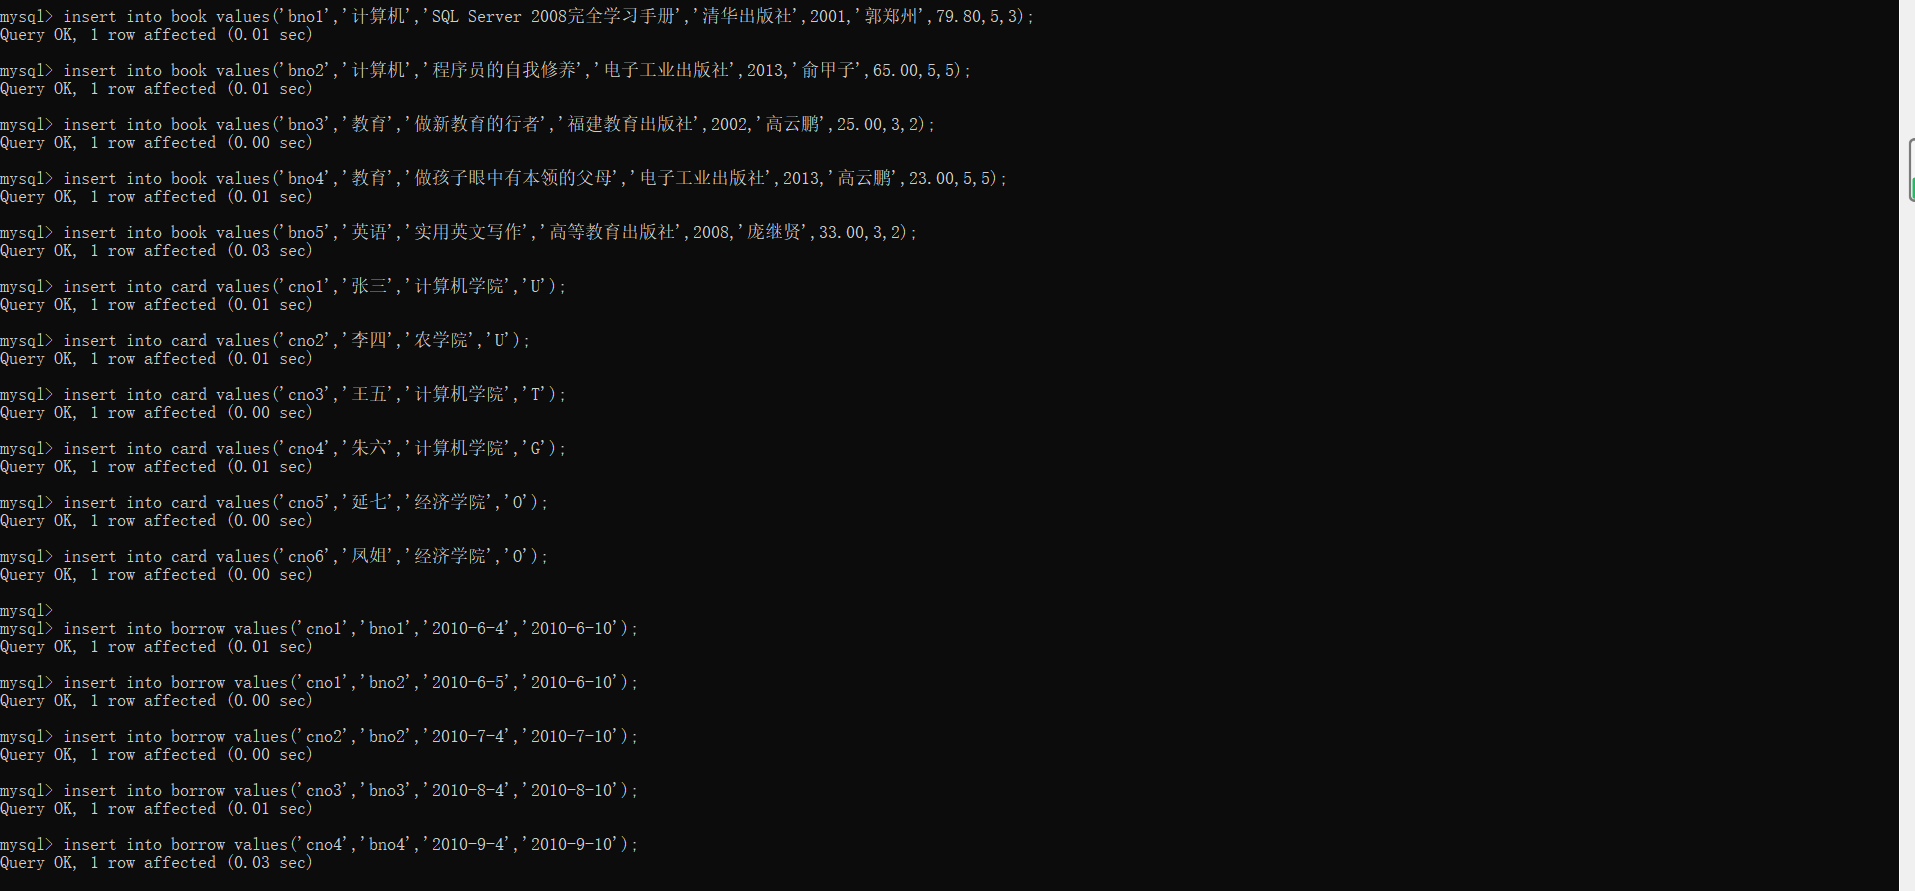 mysql> insert into book values('bno1','计算机','SQL Server 2008完全学习手册','清华出版社',2001,'郭郑州',79.80,5,3);
Query OK, 1 row affected (0.01 sec)
mysql> insert into book values('bno2','计算机','程序员的自我修养','电子工业出版社',2013,'俞甲子',65.00,5,5);
Query OK, 1 row affected (0.01 sec)
mysql> insert into book values('bno3','教育','做新教育的行者','福建教育出版社',2002,'高云鹏',25.00,3,2);
Query OK, 1 row affected (0.00 sec)
mysql> insert into book values('bno4','教育','做孩子眼中有本领的父母','电子工业出版社',2013,'高云鹏',23.00,5,5);
Query OK, 1 row affected (0.01 sec)
mysql> insert into book values('bno5','英语','实用英文写作','高等教育出版社',2008,'庞继贤',33.00,3,2);
Query OK, 1 row affected (0.03 sec)
mysql> insert into card values('cno1','张三','计算机学院','U');
Query OK, 1 row affected (0.01 sec)
mysql> insert into card values('cno2','李四','农学院','U');
Query OK, 1 row affected (0.01 sec)
mysql> insert into card values('cno3','王五','计算机学院','T');
Query OK, 1 row affected (0.00 sec)
mysql> insert into card values('cno4','朱六','计算机学院','G');
Query OK, 1 row affected (0.01 sec)
mysql> insert into card values('cno5','延七','经济学院','O');
Query OK, 1 row affected (0.00 sec)
mysql> insert into card values('cno6','凤姐','经济学院','O');
Query OK, 1 row affected (0.00 sec)
mysql>
mysql> insert into borrow values('cno1','bno1','2010-6-4','2010-6-10');
Query OK, 1 row affected (0.01 sec)
mysql> insert into borrow values('cno1','bno2','2010-6-5','2010-6-10');
Query OK, 1 row affected (0.00 sec)
mysql> insert into borrow values('cno2','bno2','2010-7-4','2010-7-10');
Query OK, 1 row affected (0.00 sec)
mysql> insert into borrow values('cno3','bno3','2010-8-4','2010-8-10');
Query OK, 1 row affected (0.01 sec)
mysql> insert into borrow values('cno4','bno4','2010-9-4','2010-9-10');
Query OK, 1 row affected (0.03 sec)